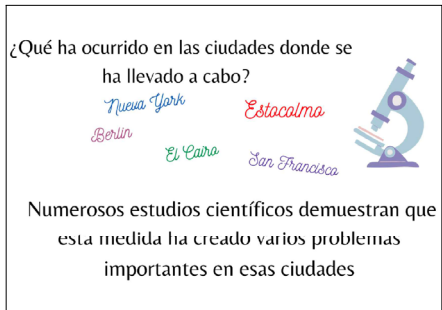 ¿Qué ha ocurrido en las ciudades donde se
ha llevado a cabo?
Nueva York
Estocolmo
Berlín
El Cairo
San Francisco
Numerosos estudios científicos demuestran que
esta medida ha creado varios problemas
importantes en esas ciudades